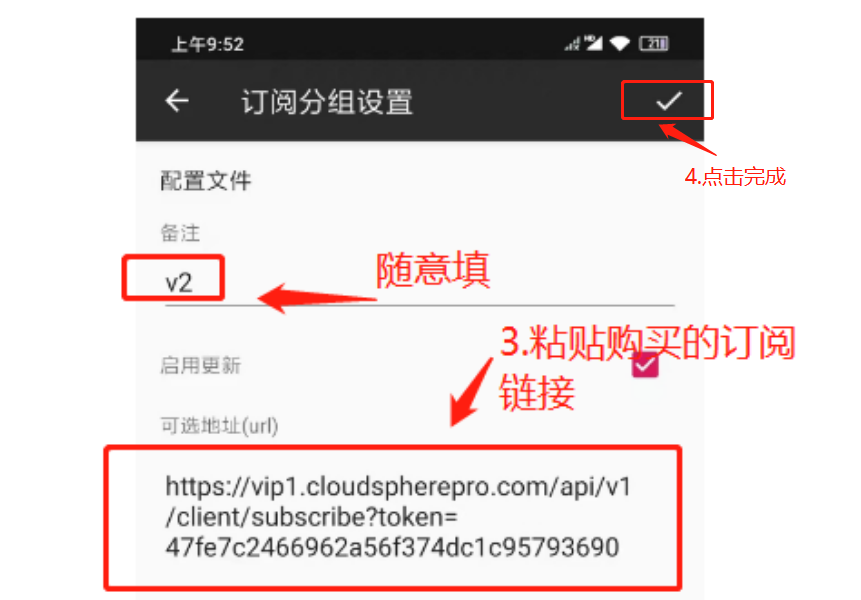 上午9:52
HD
218
订阅分组设置
4.点击完成
配置文件
备注
v2
随意填
3.粘贴购买的订阅
链接
启用更新
可选地址(url)
https://vip1.cloudspherepro.com/api/v1
/client/subscribe?token=
47fe7c2466962a56f374dc1c95793690